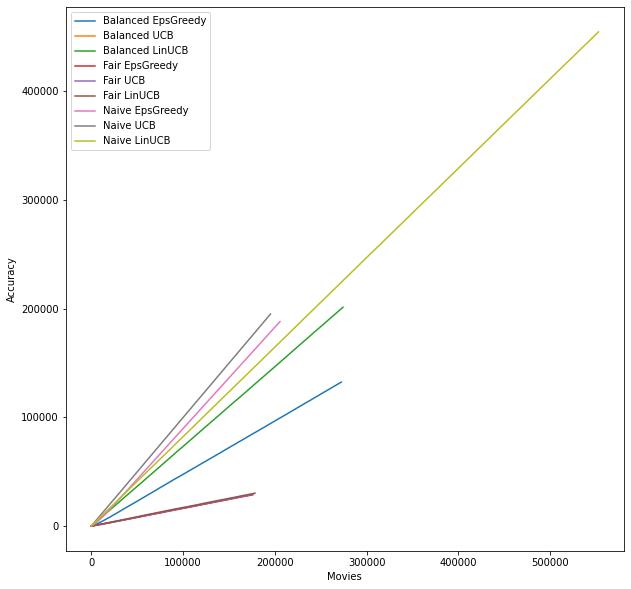 Balanced EpsGreedy
Balanced UCB
Balanced LinUCB
Fair EpsGreedy
Fair UCB
Fair LinUCB
Naive EpsGreedy
Naive UCB
Naive LinUCB
400000
300000
200000
100000
0
Accuracy
0 100000 200000 300000 400000 500000
Movies